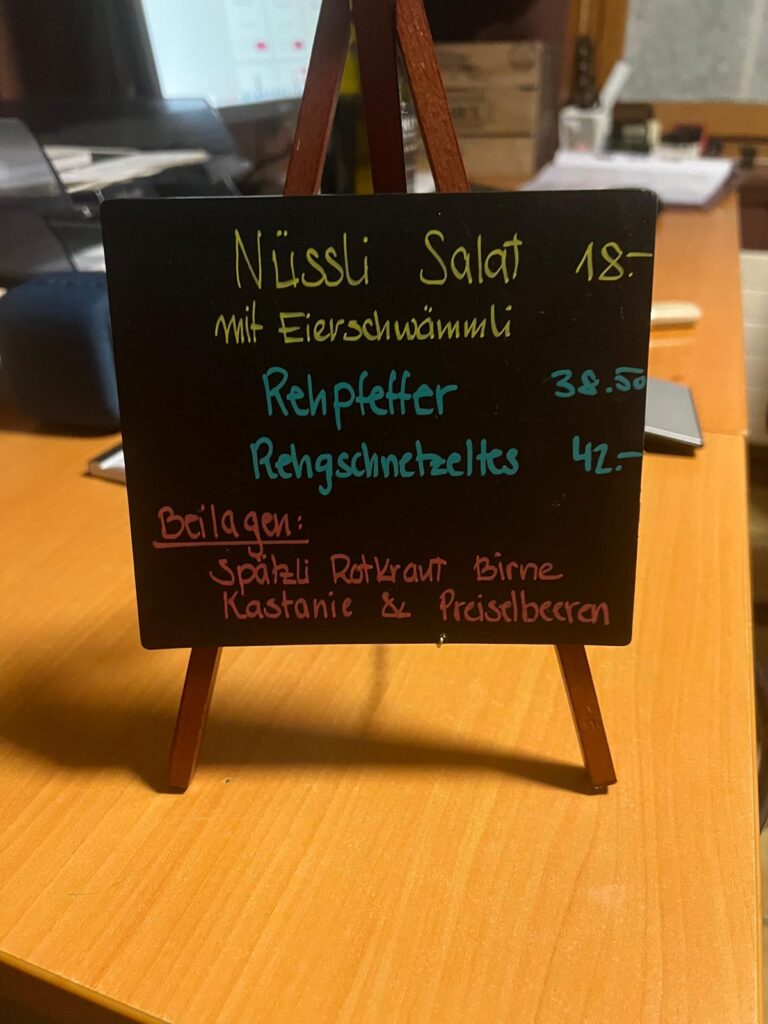 Nüssli Salat 18.-
mit Eierschwämmli
Rehpfeffer 38.50
Rehgschnetzeltes 42.-
Beilagen:
Spätzli Rotkraut Birne
Kastanie & Preiselbeeren